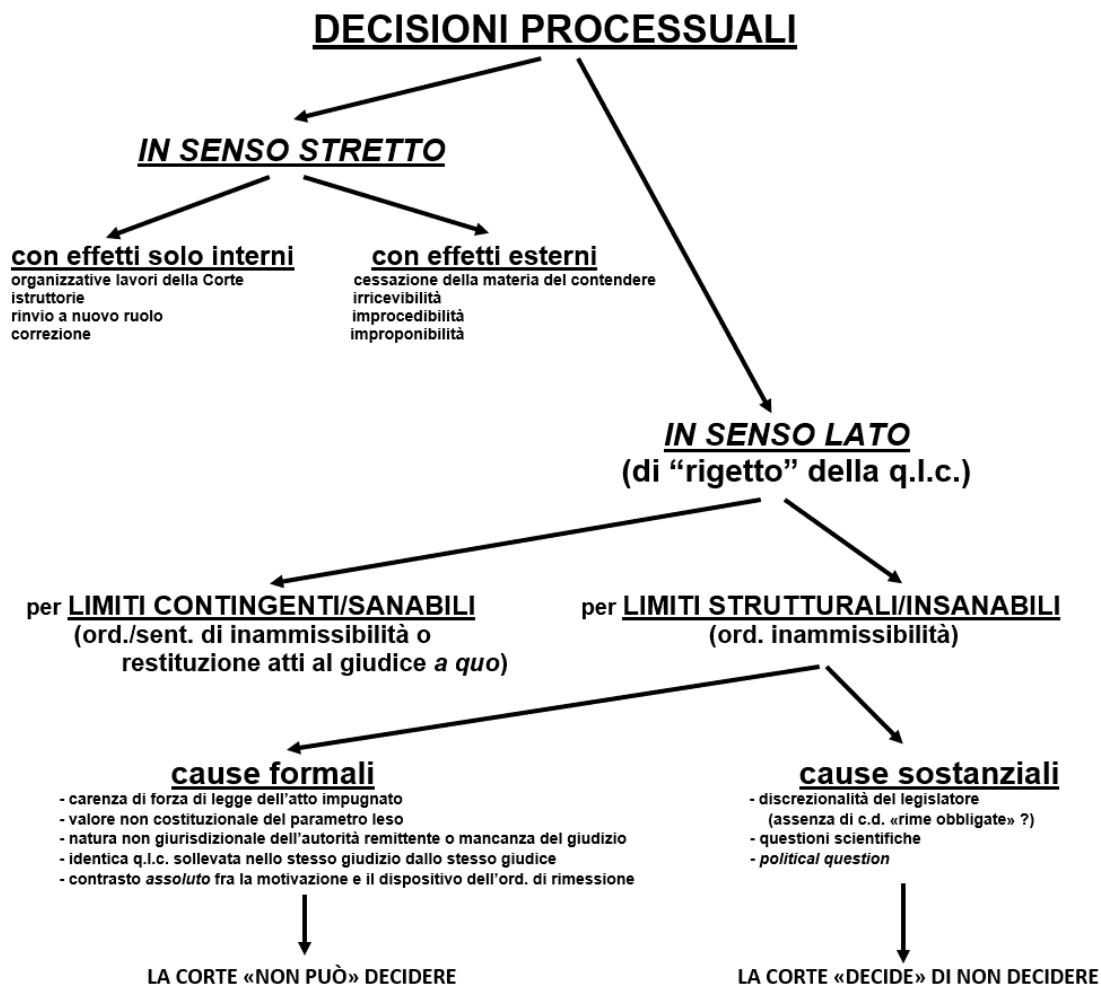 DECISIONI PROCESSUALI
IN SENSO STRETTO
con effetti solo interni
organizzative lavori della Corte
istruttorie
rinvio a nuovo ruolo
correzione
con effetti esterni
cessazione della materia del contendere
irricevibilità
improcedibilità
improponibilità
IN SENSO LATO
(di “rigetto” della q.l.c.)
per LIMITI CONTINGENTI/SANABILI
(ord./sent. di inammissibilità o
restituzione atti al giudice a quo)
per LIMITI STRUTTURALI/INSANABILI
(ord. inammissibilità)
cause formali
- carenza di forza di legge dell’atto impugnato
- valore non costituzionale del parametro leso
- natura non giurisdizionale dell’autorità remittente o mancanza del giudizio
- identica q.l.c. sollevata nello stesso giudizio dallo stesso giudice
- contrasto assoluto fra la motivazione e il dispositivo dell’ord. di rimessione
cause sostanziali
- discrezionalità del legislatore
(assenza di c.d. «rime obbligate» ?)
- questioni scientifiche
- political question
LA CORTE «NON PUÒ» DECIDERE
LA CORTE «DECIDE» DI NON DECIDERE